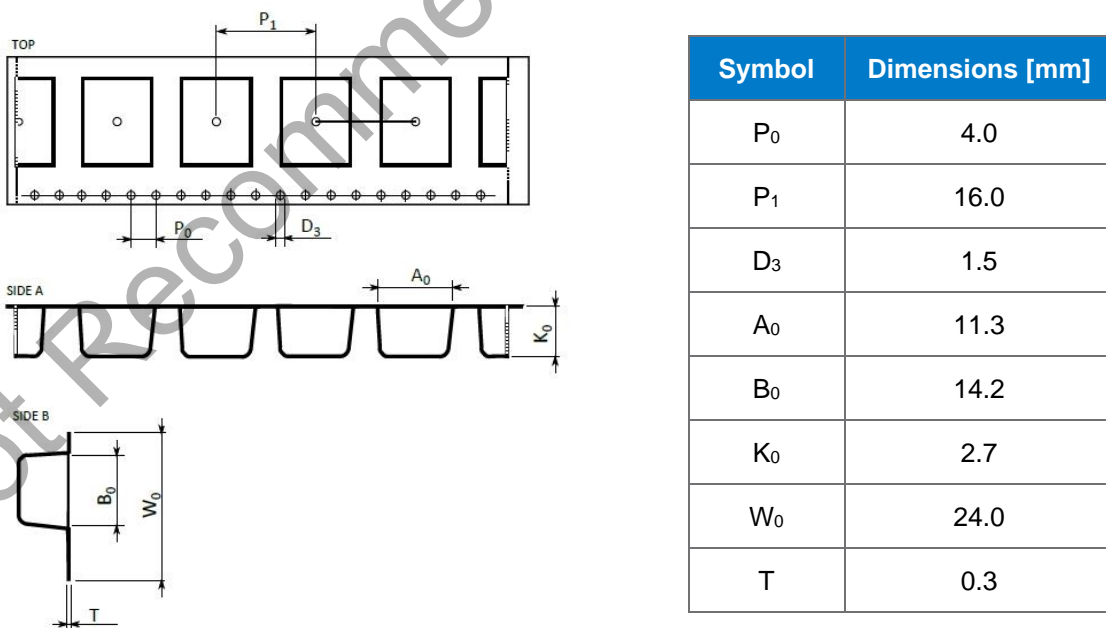 P₁
TOP
P₀
D₃
SIDE A
A₀
K₀
SIDE B
B₀
W₀
T
Symbol Dimensions [mm]
P₀ 4.0
P₁ 16.0
D₃ 1.5
A₀ 11.3
B₀ 14.2
K₀ 2.7
W₀ 24.0
T 0.3